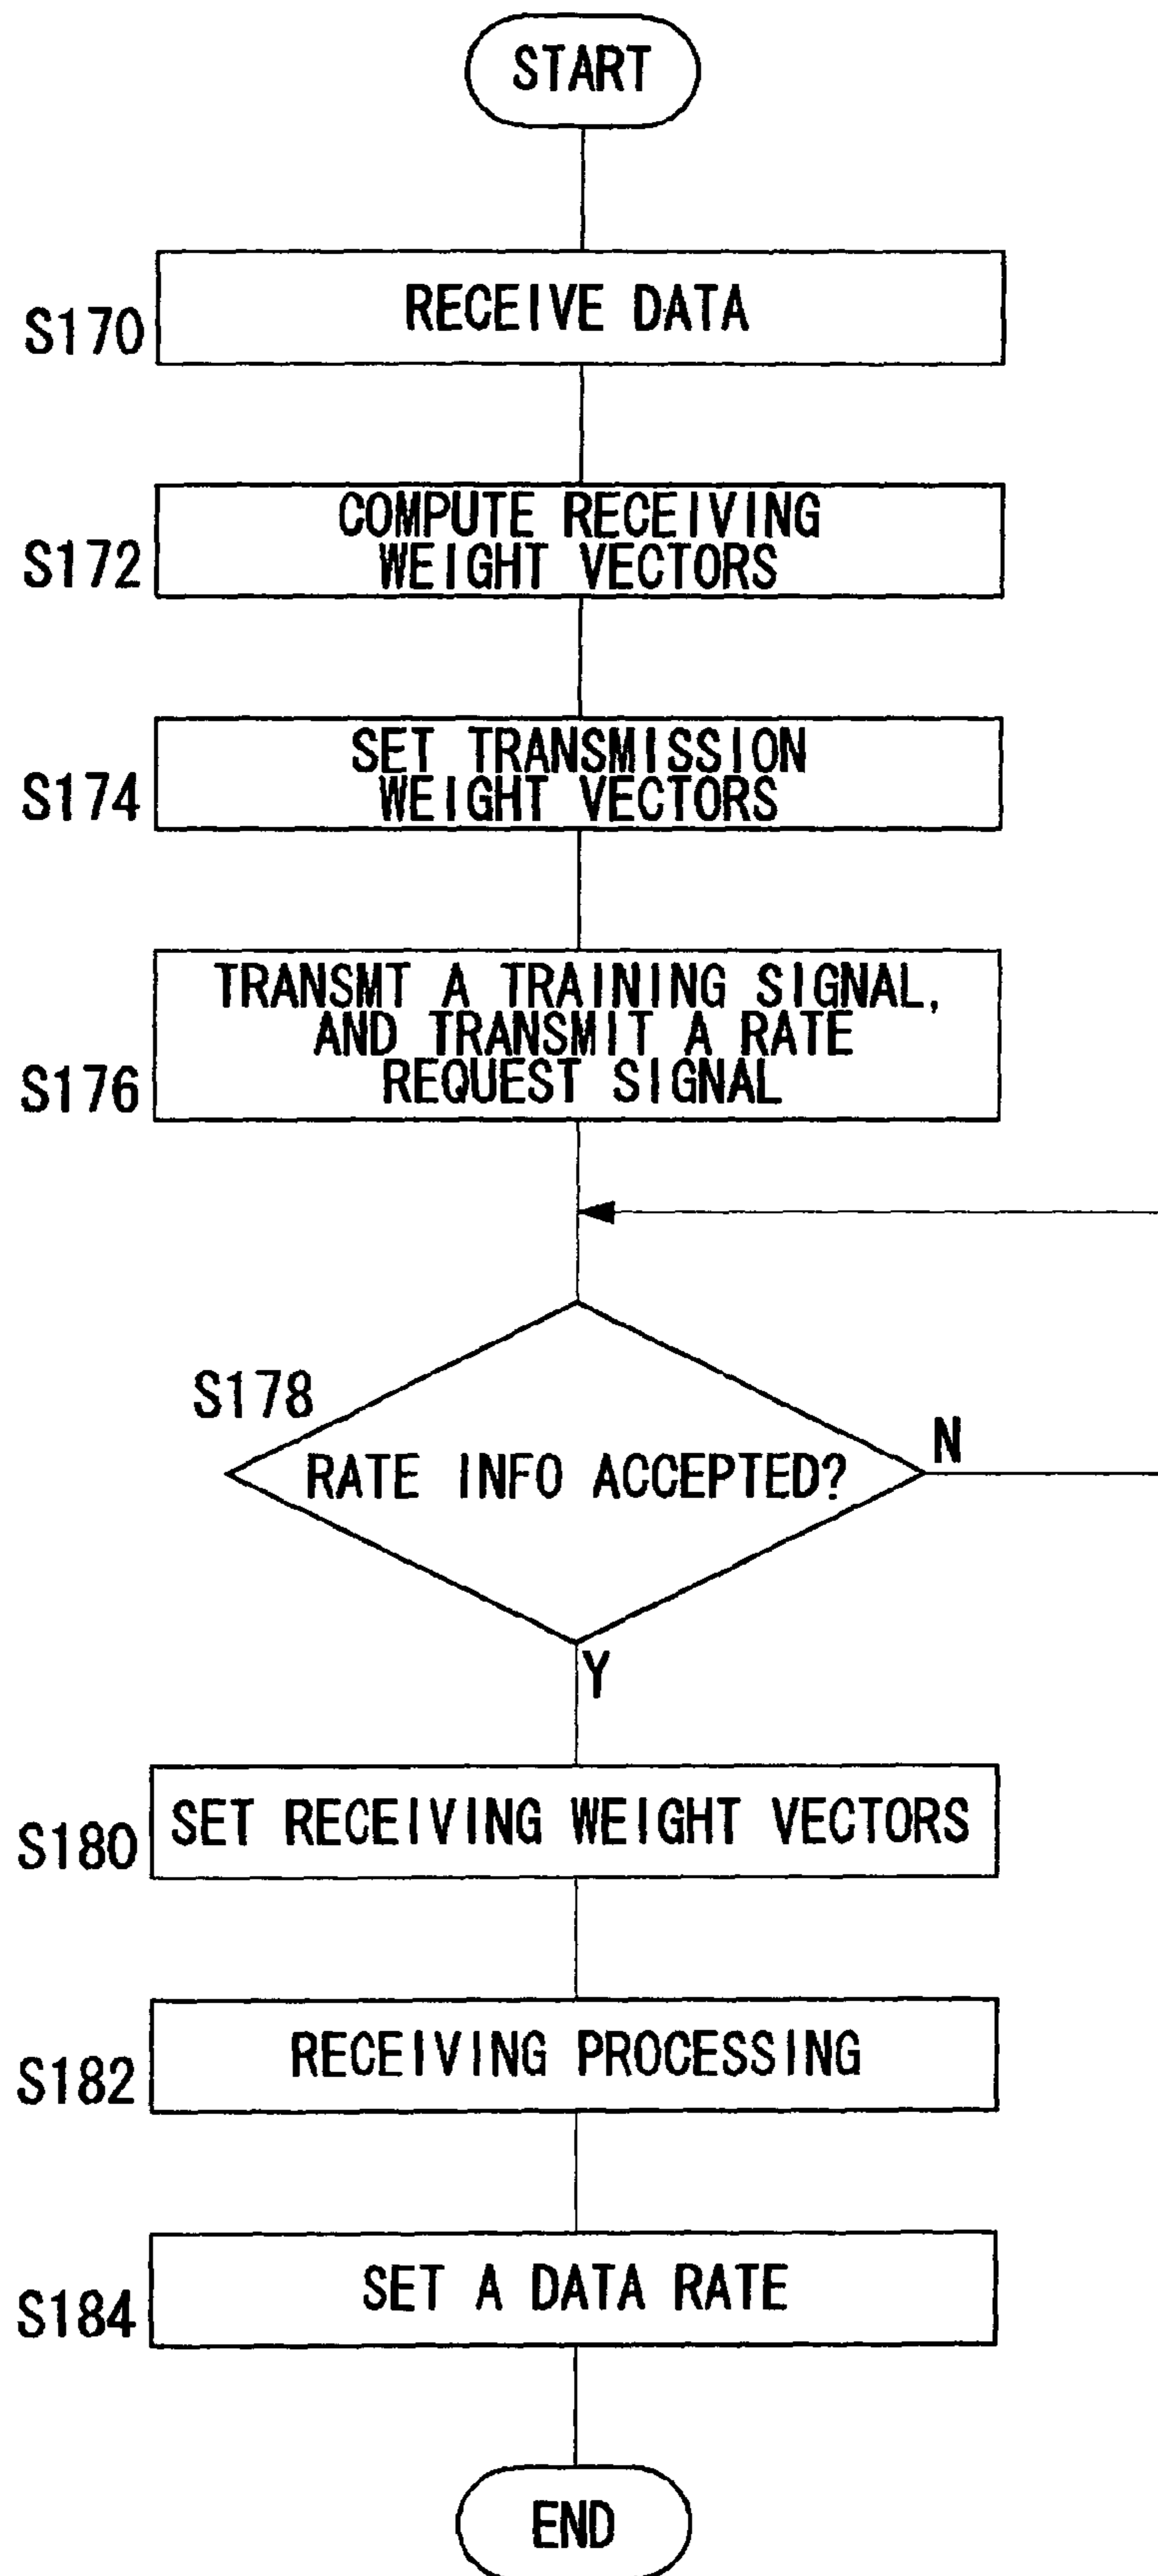 START
RECEIVE DATA
S170
COMPUTE RECEIVING
WEIGHT VECTORS
S172
SET TRANSMISSION
WEIGHT VECTORS
S174
TRANSMT A TRAINING SIGNAL,
AND TRANSMIT A RATE
REQUEST SIGNAL
S176
S178
RATE INFO ACCEPTED?
N
Y
SET RECEIVING WEIGHT VECTORS
S180
RECEIVING PROCESSING
S182
SET A DATA RATE
S184
END